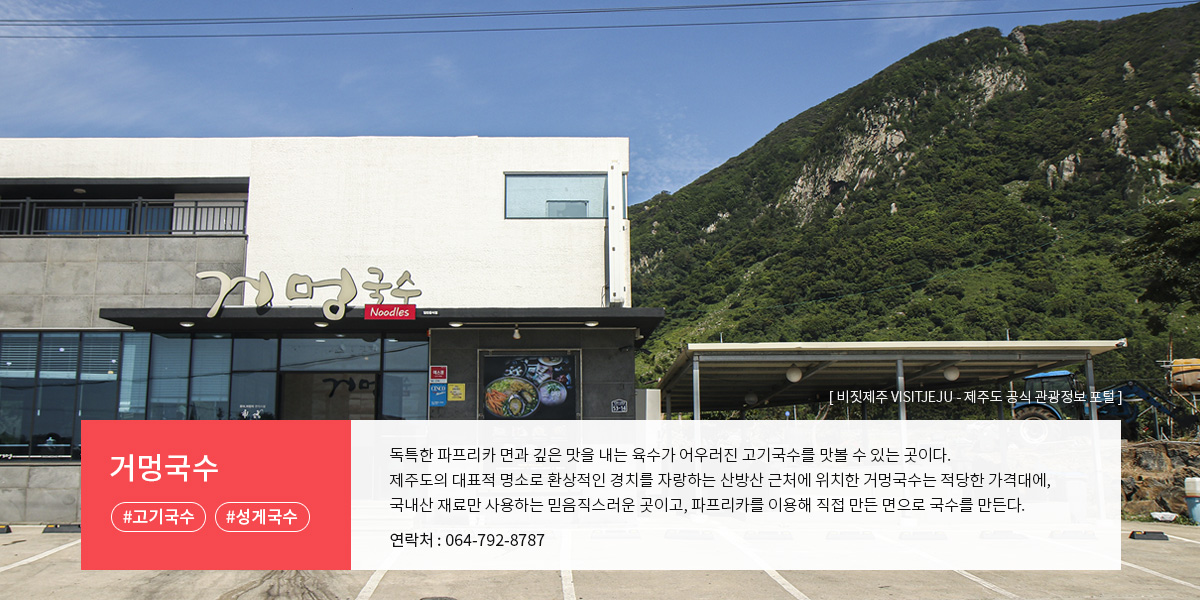 거멍국수
Noodles
거멍
[ 비짓제주 VISITJEJU - 제주도 공식 관광정보 포털 ]
거멍국수
#고기국수 #성게국수
독특한 파프리카 면과 깊은 맛을 내는 육수가 어우러진 고기국수를 맛볼 수 있는 곳이다.
제주도의 대표적 명소로 환상적인 경치를 자랑하는 산방산 근처에 위치한 거멍국수는 적당한 가격대에,
국내산 재료만 사용하는 믿음직스러운 곳이고, 파프리카를 이용해 직접 만든 면으로 국수를 만든다.
연락처 : 064-792-8787